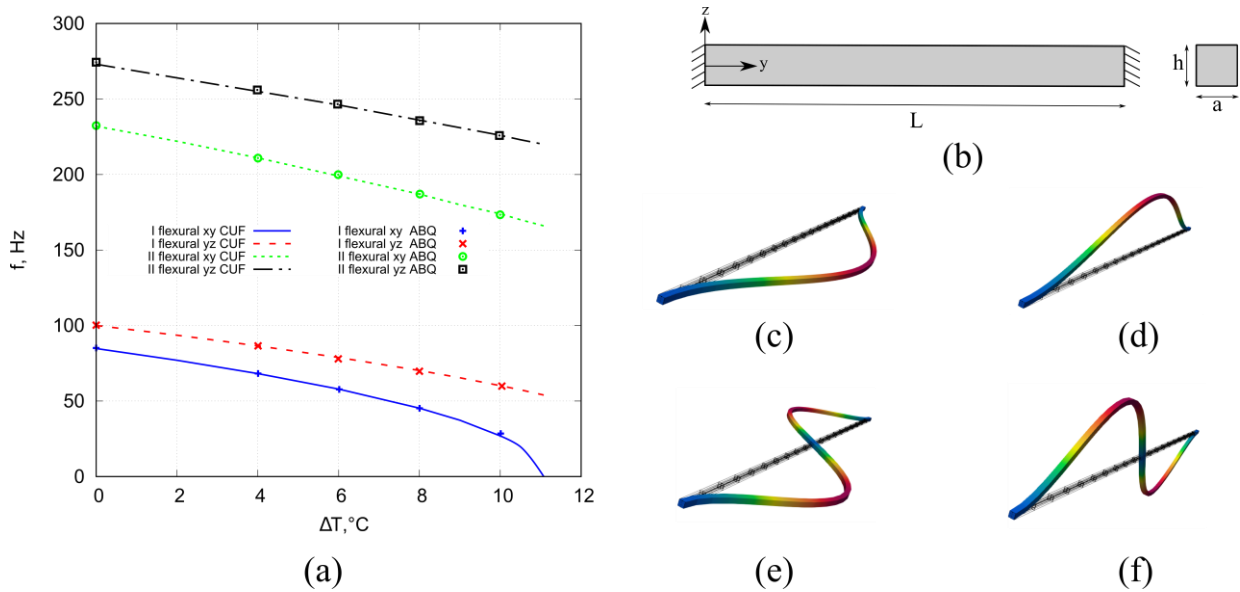 300
250
200
150
100
50
0
f, Hz
I flexural xy CUF
I flexural yz CUF
II flexural xy CUF
II flexural yz CUF
I flexural xy ABQ
I flexural yz ABQ
II flexural xy ABQ
II flexural yz ABQ
0 2 4 6 8 10 12
ΔT,°C
(a)
z
y
h
a
L
(b)
(c)
(d)
(e)
(f)